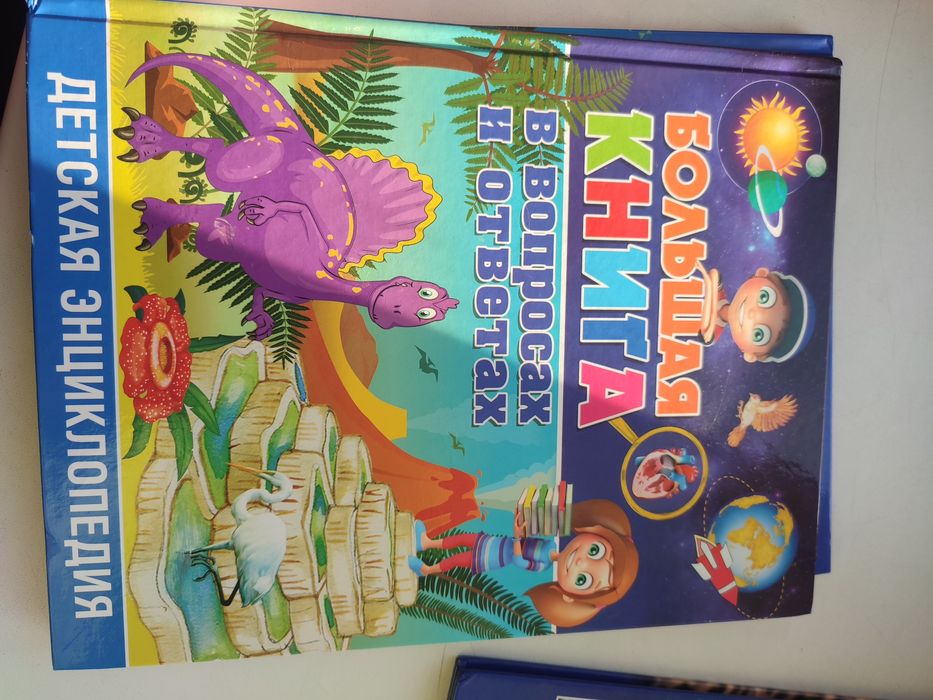 БОЛЬШАЯ
КНИГА
В ВОПРОСАХ
И ОТВЕТАХ
ДЕТСКАЯ ЭНЦИКЛОПЕДИЯ